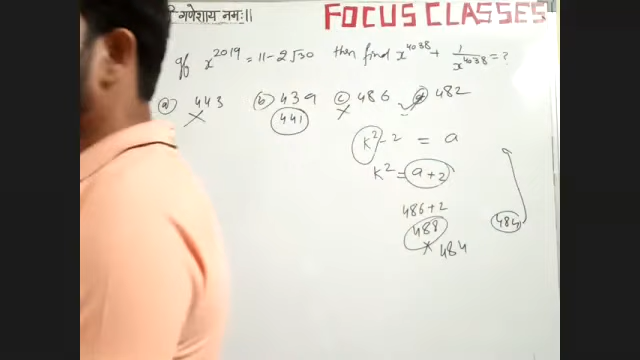 गणेशाय नमः॥
FOCUS CLASSES
If x^2019 = 11 - 2√30 then find x^4038 + 1/x^4038 = ?
(a) 443 (b) 439 (c) 486 (d) 482
441
k² - 2 = a
k² = a + 2
486 + 2
488
484
484